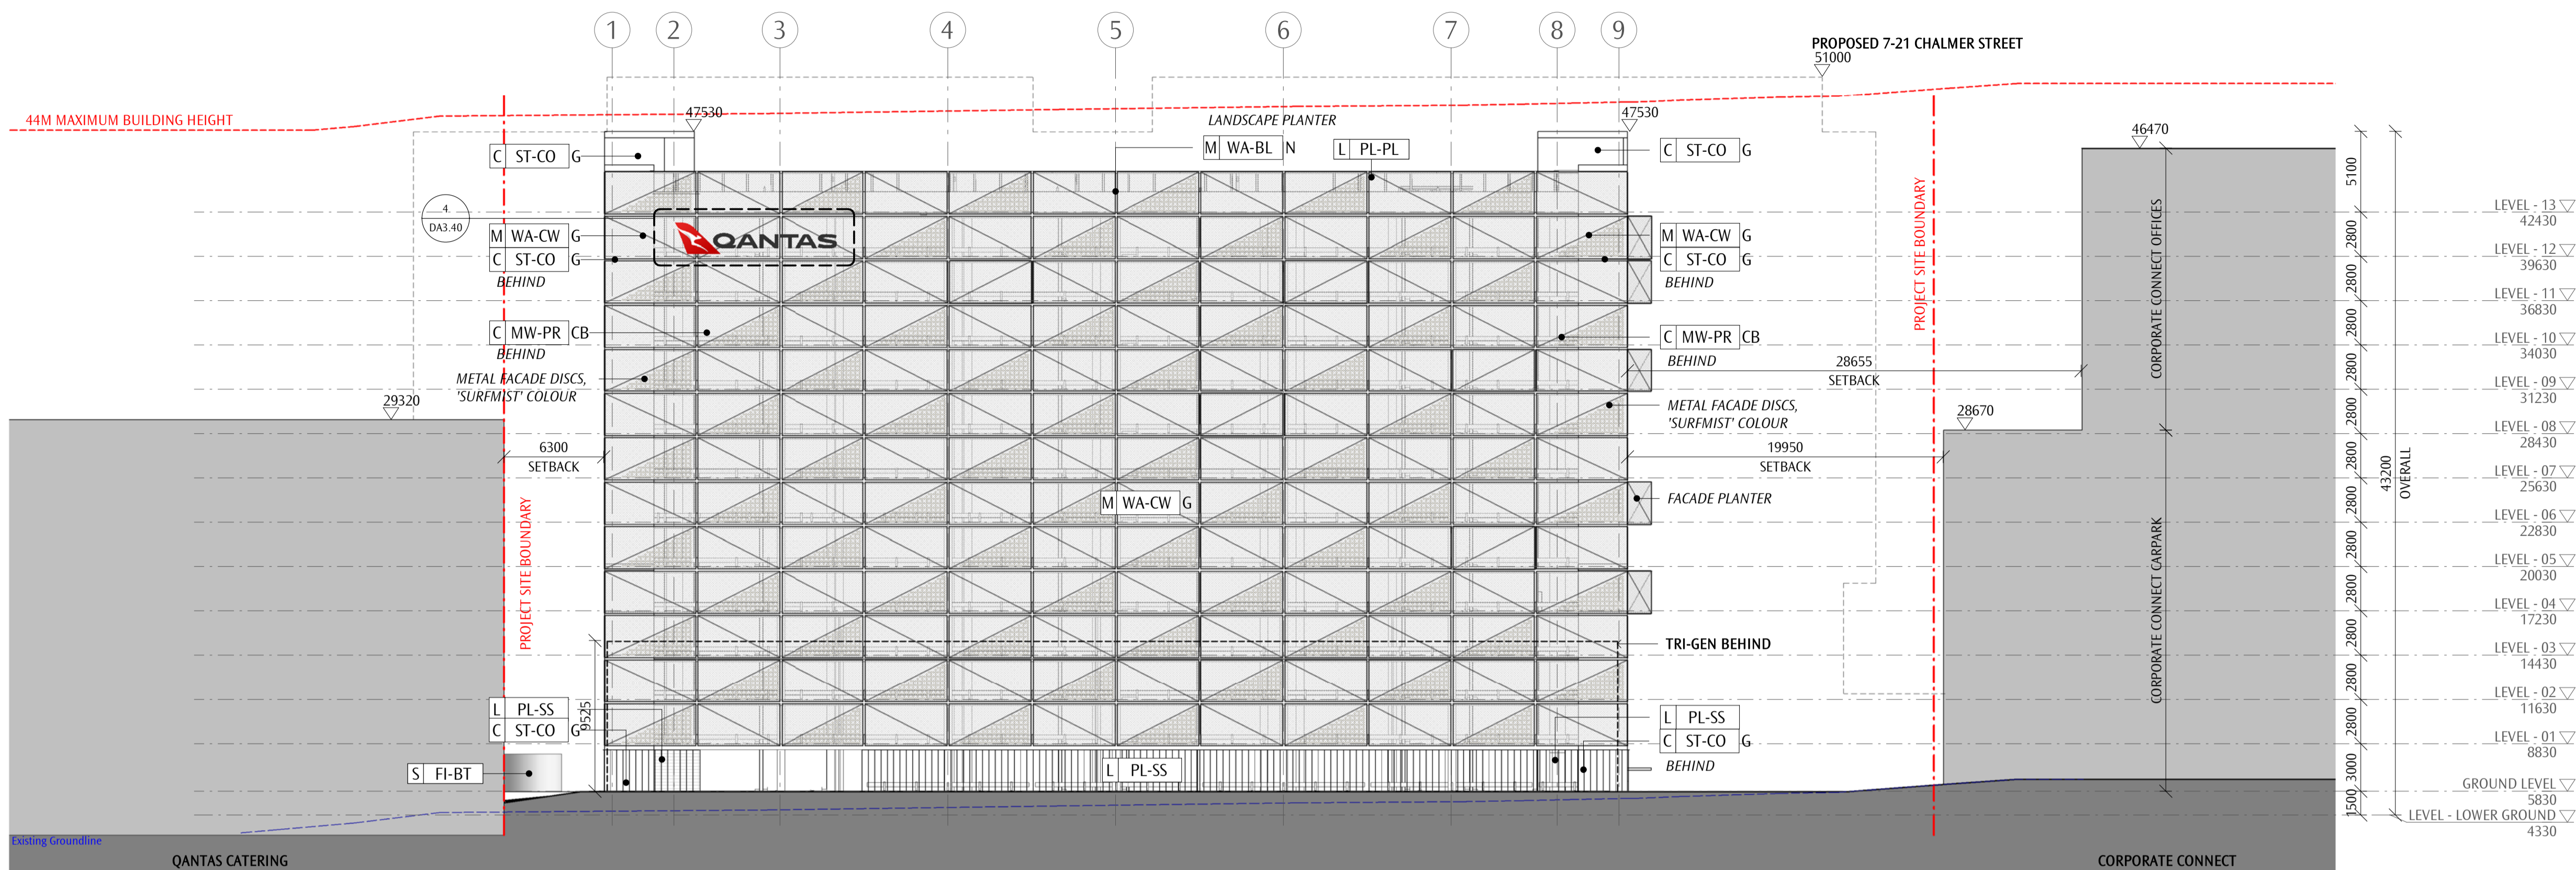 1 2 3 4 5 6 7 8 9
PROPOSED 7-21 CHALMER STREET
51000
44M MAXIMUM BUILDING HEIGHT
47530
LANDSCAPE PLANTER
47530
M WA-BL N
L PL-PL
C ST-CO G
C ST-CO G
46470
4
DA3.40
QANTAS
M WA-CW G
C ST-CO G
BEHIND
C MW-PR CB
BEHIND
METAL FACADE DISCS,
'SURFMIST' COLOUR
29320
6300
SETBACK
PROJECT SITE BOUNDARY
L PL-SS
C ST-CO G
9525
S FI-BT
M WA-CW G
L PL-SS
M WA-CW G
C ST-CO G
BEHIND
C MW-PR CB
BEHIND
28655
SETBACK
METAL FACADE DISCS,
'SURFMIST' COLOUR
28670
19950
SETBACK
FACADE PLANTER
TRI-GEN BEHIND
L PL-SS
C ST-CO G
BEHIND
PROJECT SITE BOUNDARY
CORPORATE CONNECT OFFICES
CORPORATE CONNECT CARPARK
5100
2800
2800
2800
2800
2800
2800
2800
2800
2800
2800
2800
2800
3000
1500
43200
OVERALL
LEVEL - 13
42430
LEVEL - 12
39630
LEVEL - 11
36830
LEVEL - 10
34030
LEVEL - 09
31230
LEVEL - 08
28430
LEVEL - 07
25630
LEVEL - 06
22830
LEVEL - 05
20030
LEVEL - 04
17230
LEVEL - 03
14430
LEVEL - 02
11630
LEVEL - 01
8830
GROUND LEVEL
5830
LEVEL - LOWER GROUND
4330
Existing Groundline
QANTAS CATERING
CORPORATE CONNECT